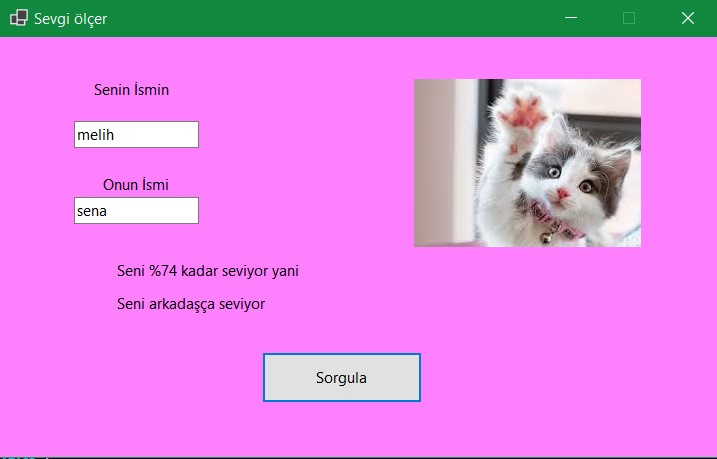 Sevgi ölçer
Senin İsmin
melih
Onun İsmi
sena
Seni %74 kadar seviyor yani
Seni arkadaşça seviyor
Sorgula